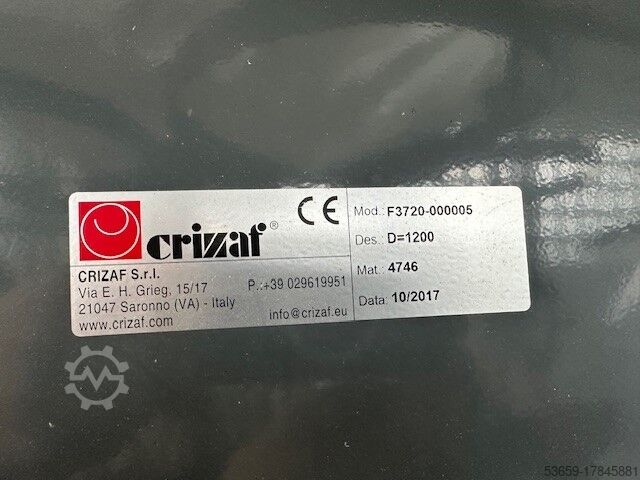 crizaf®
CRIZAF S.r.l.
Via E. H. Grieg, 15/17 P.:+39 029619951
21047 Saronno (VA) - Italy
www.crizaf.com info@crizaf.eu
CE
Mod.: F3720-000005
Des.: D=1200
Mat.: 4746
Data: 10/2017
53659-17845881